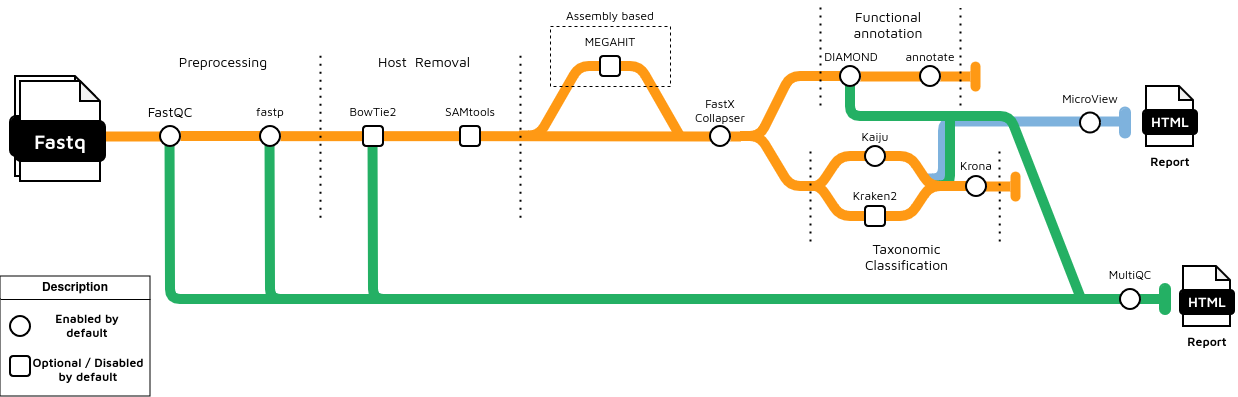 Assembly based
Functional
annotation
MEGAHIT
Preprocessing
Host Removal
DIAMOND
annotate
MicroView
FastQC
fastp
BowTie2
SAMtools
FastX
Collapser
HTML
Fastq
Kaiju
Krona
Report
Kraken2
Taxonomic
Classification
MultiQC
Description
HTML
Enabled by
default
Report
Optional / Disabled
by default